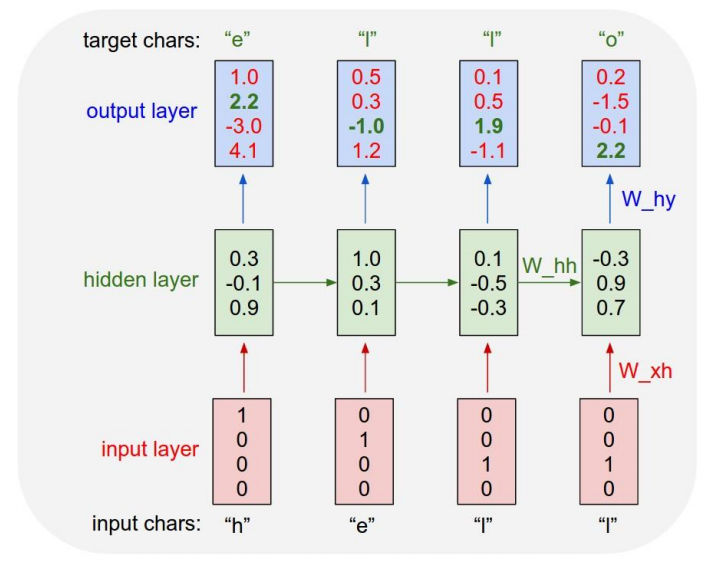 target chars: “e” “l” “l” “o”
1.0 0.5 0.1 0.2
output layer 2.2 0.3 0.5 -1.5
-3.0 -1.0 1.9 -0.1
4.1 1.2 -1.1 2.2
W_hy
0.3 1.0 0.1 W_hh -0.3
hidden layer -0.1 0.3 -0.5 0.9
0.9 0.1 -0.3 0.7
W_xh
1 0 0 0
input layer 0 1 0 0
0 0 1 1
0 0 0 0
input chars: “h” “e” “l” “l”